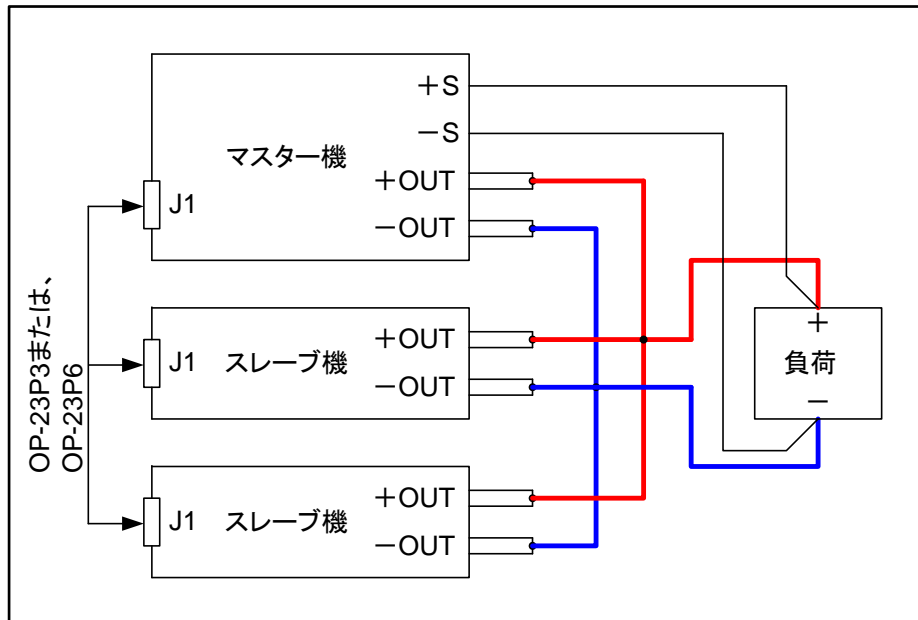 +S
-S
マスター機
+OUT
-OUT
J1
OP-23P3または、
OP-23P6
+OUT
-OUT
スレーブ機
J1
+
負荷
-
+OUT
-OUT
スレーブ機
J1